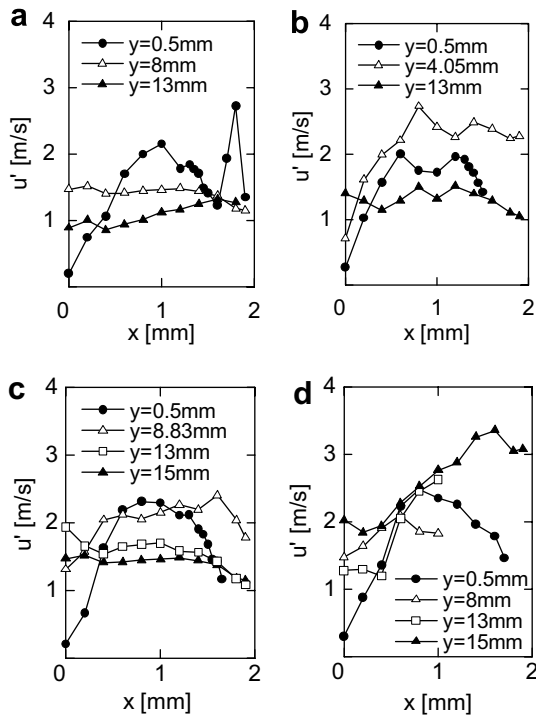 a
4
3
2
1
0
1
2
u' [m/s]
x [mm]
y=0.5mm
y=8mm
y=13mm
b
4
3
2
1
0
1
2
u' [m/s]
x [mm]
y=0.5mm
y=4.05mm
y=13mm
c
4
3
2
1
0
1
2
u' [m/s]
x [mm]
y=0.5mm
y=8.83mm
y=13mm
y=15mm
d
4
3
2
1
0
1
2
u' [m/s]
x [mm]
y=0.5mm
y=8mm
y=13mm
y=15mm